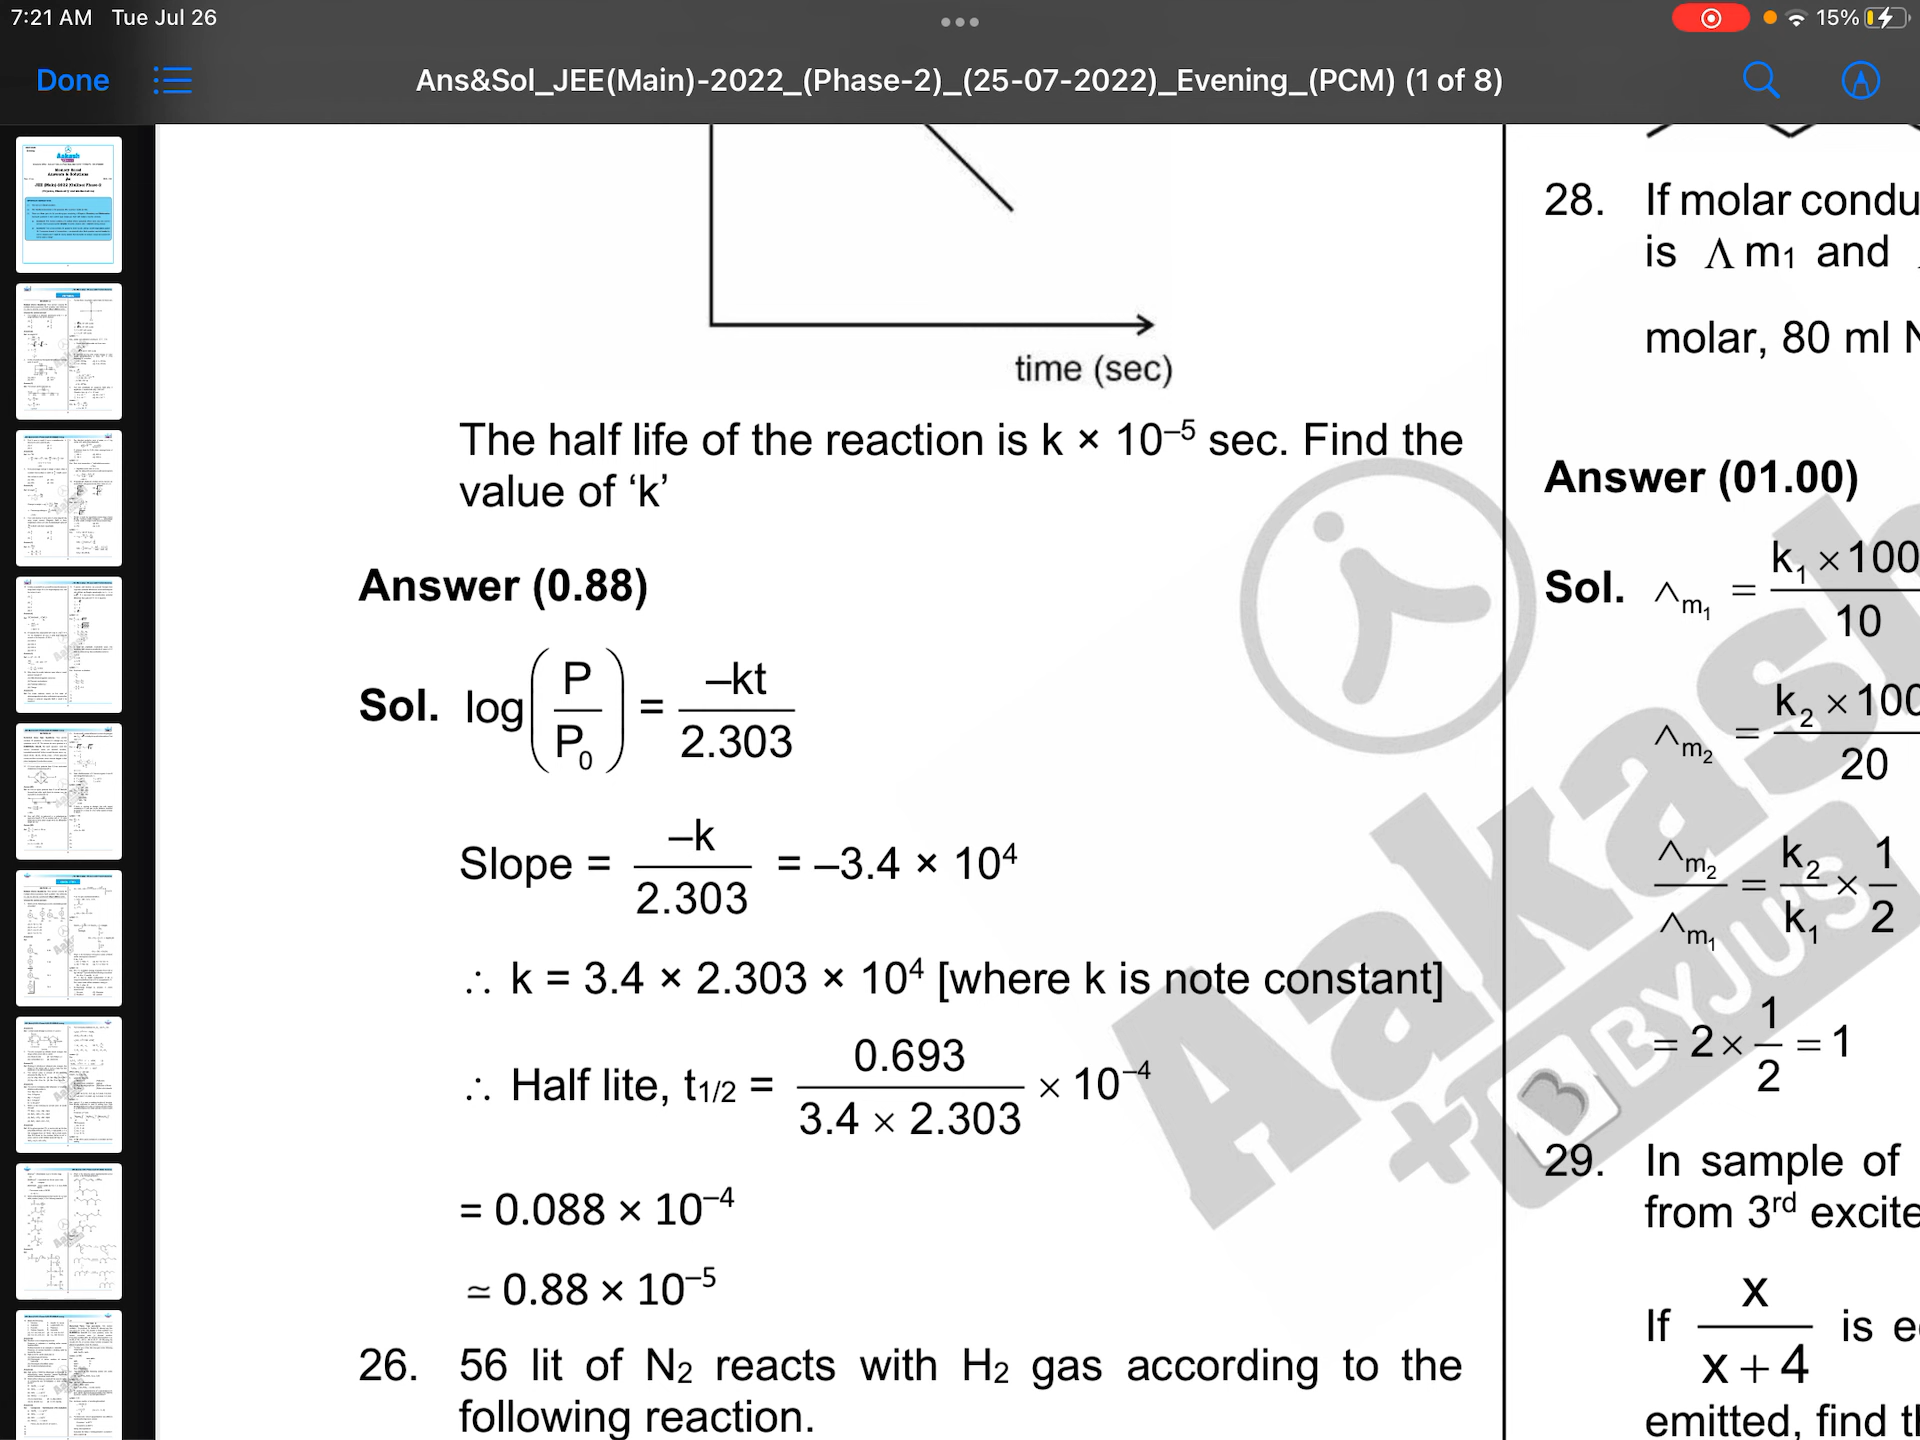 7:21 AM Tue Jul 26
15%
Done
Ans&Sol_JEE(Main)-2022_(Phase-2)_(25-07-2022)_Evening_(PCM) (1 of 8)
time (sec)
The half life of the reaction is k × 10⁻⁵ sec. Find the
value of ‘k’
Answer (0.88)
Sol. log(P/P₀) = –kt/2.303
Slope = –k/2.303 = –3.4 × 10⁴
∴ k = 3.4 × 2.303 × 10⁴ [where k is note constant]
∴ Half lite, t₁/₂ = 0.693/(3.4 × 2.303) × 10⁻⁴
= 0.088 × 10⁻⁴
≃ 0.88 × 10⁻⁵
26. 56 lit of N₂ reacts with H₂ gas according to the
following reaction.
28. If molar condu
is Λm₁ and
molar, 80 ml N
Answer (01.00)
Sol. ∧m₁ = k₁ × 100/10
∧m₂ = k₂ × 100/20
∧m₂/∧m₁ = k₂/k₁ × 1/2
= 2 × 1/2 = 1
29. In sample of
from 3ʳᵈ excite
If x/(x+4) is e
emitted, find t
Aakash
+ BYJU'S